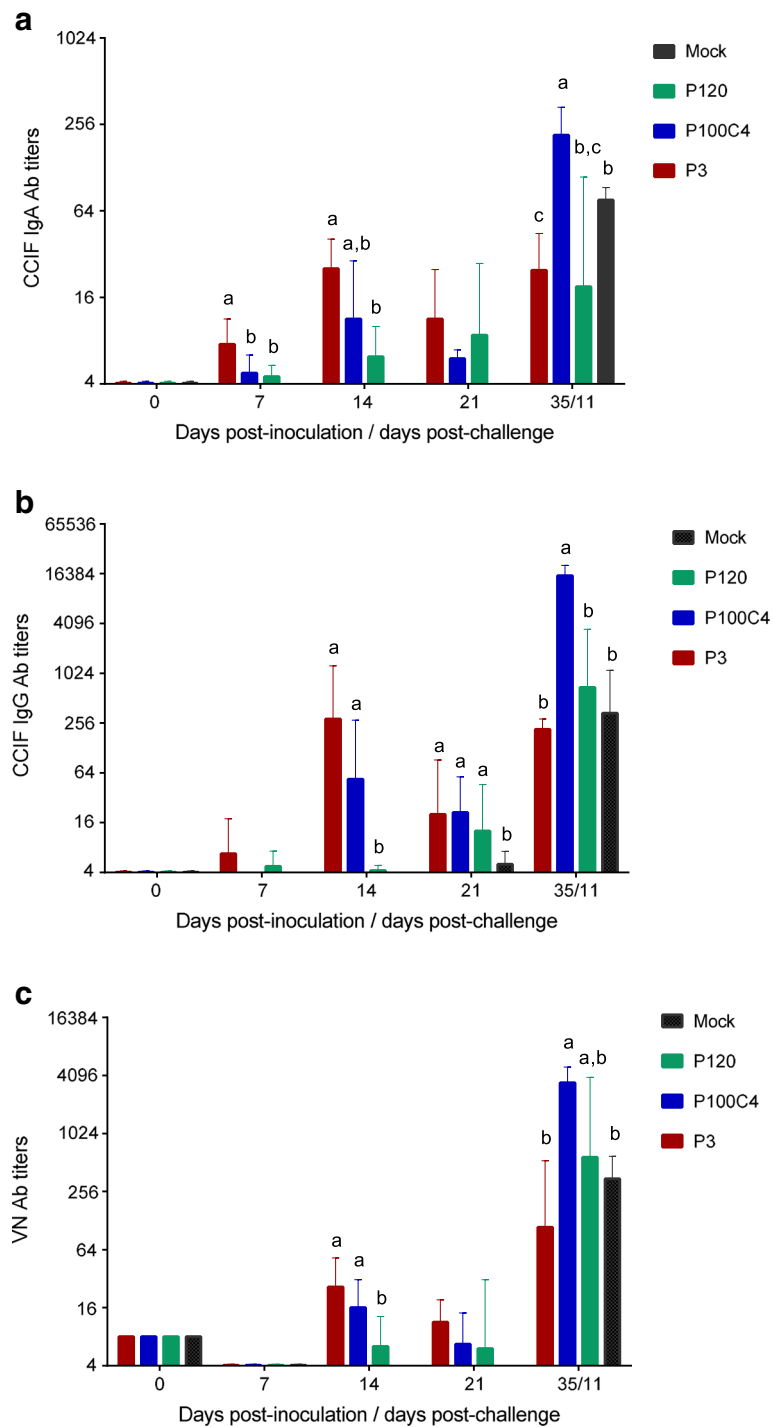 a
1024
256
64
16
4
CCIF IgA Ab titers
a
b
b
a
a,b
b
c
a
b,c
b
0
7
14
21
35/11
Days post-inoculation / days post-challenge
Mock
P120
P100C4
P3
b
65536
16384
4096
1024
256
64
16
4
CCIF IgG Ab titers
a
a
b
a
a
a
b
b
a
b
b
0
7
14
21
35/11
Days post-inoculation / days post-challenge
Mock
P120
P100C4
P3
c
16384
4096
1024
256
64
16
4
VN Ab titers
a
a
b
b
a
a,b
b
0
7
14
21
35/11
Days post-inoculation / days post-challenge
Mock
P120
P100C4
P3